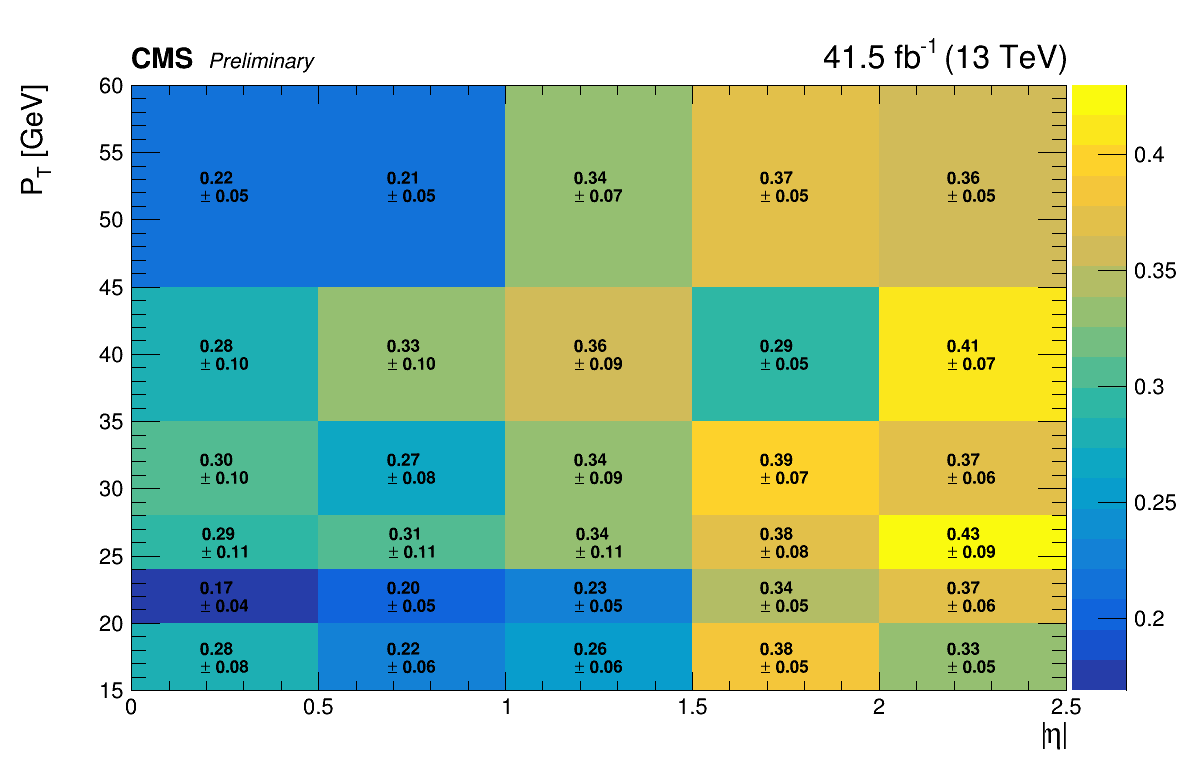 CMS Preliminary 41.5 fb-1 (13 TeV)
PT [GeV]
60
55
0.22 0.21 0.34 0.37 0.36
± 0.05 ± 0.05 ± 0.07 ± 0.05 ± 0.05
50
45
0.28 0.33 0.36 0.29 0.41
± 0.10 ± 0.10 ± 0.09 ± 0.05 ± 0.07
40
35
0.30 0.27 0.34 0.39 0.37
± 0.10 ± 0.08 ± 0.09 ± 0.07 ± 0.06
30
0.29 0.31 0.34 0.38 0.43
± 0.11 ± 0.11 ± 0.11 ± 0.08 ± 0.09
25
0.17 0.20 0.23 0.34 0.37
± 0.04 ± 0.05 ± 0.05 ± 0.05 ± 0.06
20
0.28 0.22 0.26 0.38 0.33
± 0.08 ± 0.06 ± 0.06 ± 0.05 ± 0.05
15
0 0.5 1 1.5 2 2.5
|η|
0.4
0.35
0.3
0.25
0.2